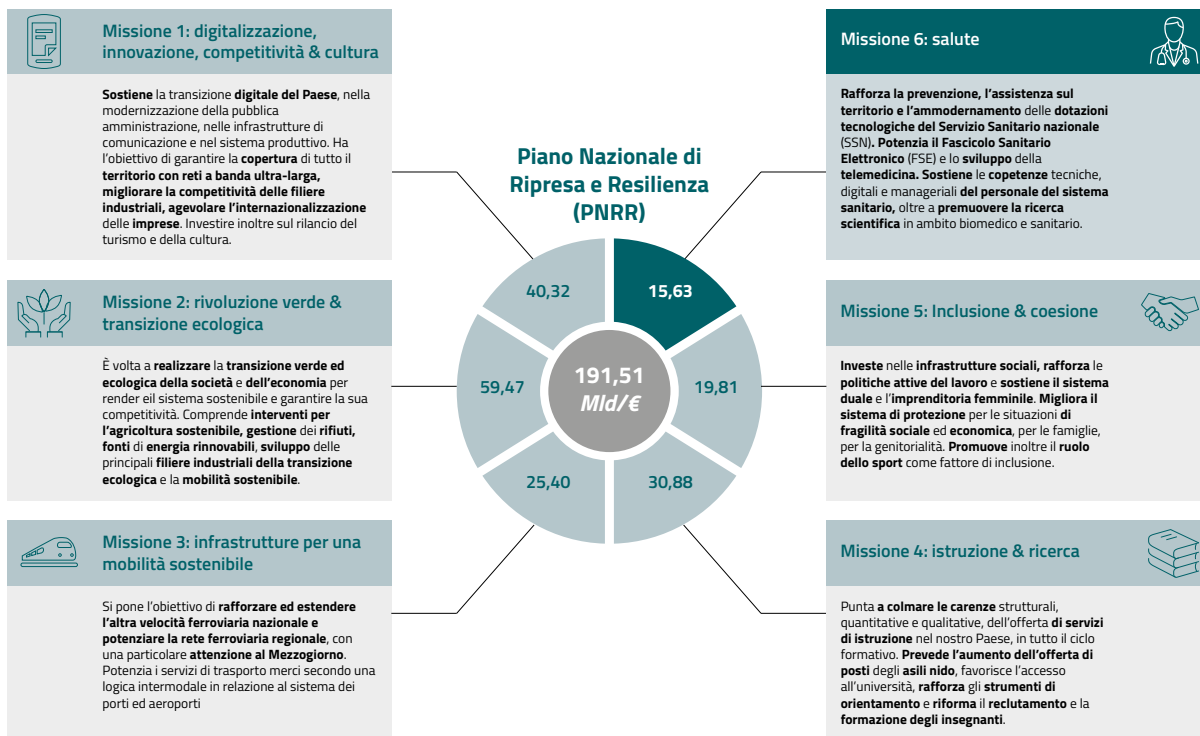 Missione 1: digitalizzazione,
innovazione, competitività & cultura
Sostiene la transizione digitale del Paese, nella
modernizzazione della pubblica
amministrazione, nelle infrastrutture di
comunicazione e nel sistema produttivo. Ha
l'obiettivo di garantire la copertura di tutto il
territorio con reti a banda ultra-larga,
migliorare la competitività delle filiere
industriali, agevolare l'internazionalizzazione
delle imprese. Investire inoltre sul rilancio del
turismo e della cultura.
Missione 2: rivoluzione verde &
transizione ecologica
È volta a realizzare la transizione verde ed
ecologica della società e dell'economia per
render eil sistema sostenibile e garantire la sua
competitività. Comprende interventi per
l'agricoltura sostenibile, gestione dei rifiuti,
fonti di energia rinnovabili, sviluppo delle
principali filiere industriali della transizione
ecologica e la mobilità sostenibile.
Missione 3: infrastrutture per una
mobilità sostenibile
Si pone l'obiettivo di rafforzare ed estendere
l'altra velocità ferroviaria nazionale e
potenziare la rete ferroviaria regionale, con
una particolare attenzione al Mezzogiorno.
Potenzia i servizi di trasporto merci secondo una
logica intermodale in relazione al sistema dei
porti ed aeroporti
Piano Nazionale di
Ripresa e Resilienza
(PNRR)
40,32
15,63
59,47
191,51
Mld/€
19,81
25,40
30,88
Missione 6: salute
Rafforza la prevenzione, l'assistenza sul
territorio e l'ammodernamento delle dotazioni
tecnologiche del Servizio Sanitario nazionale
(SSN). Potenzia il Fascicolo Sanitario
Elettronico (FSE) e lo sviluppo della
telemedicina. Sostiene le copetenze tecniche,
digitali e manageriali del personale del sistema
sanitario, oltre a premuovere la ricerca
scientifica in ambito biomedico e sanitario.
Missione 5: Inclusione & coesione
Investe nelle infrastrutture sociali, rafforza le
politiche attive del lavoro e sostiene il sistema
duale e l'imprenditoria femminile. Migliora il
sistema di protezione per le situazioni di
fragilità sociale ed economica, per le famiglie,
per la genitorialità. Promuove inoltre il ruolo
dello sport come fattore di inclusione.
Missione 4: istruzione & ricerca
Punta a colmare le carenze strutturali,
quantitative e qualitative, dell'offerta di servizi
di istruzione nel nostro Paese, in tutto il ciclo
formativo. Prevede l'aumento dell'offerta di
posti degli asili nido, favorisce l'accesso
all'università, rafforza gli strumenti di
orientamento e riforma il reclutamento e la
formazione degli insegnanti.